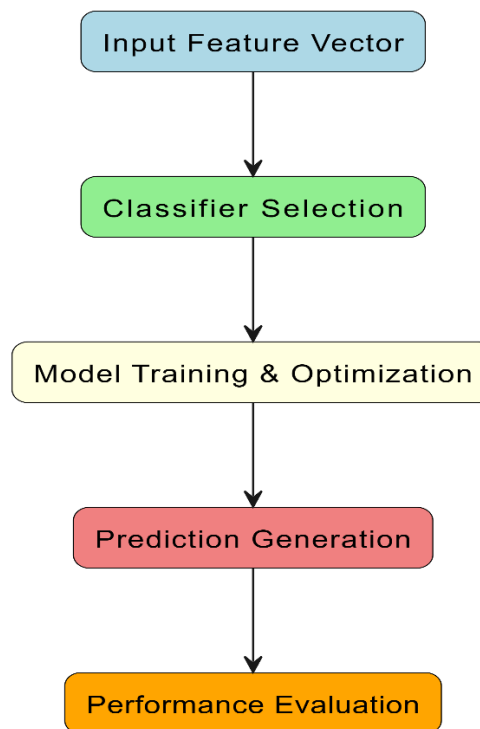 Input Feature Vector
Classifier Selection
Model Training & Optimization
Prediction Generation
Performance Evaluation